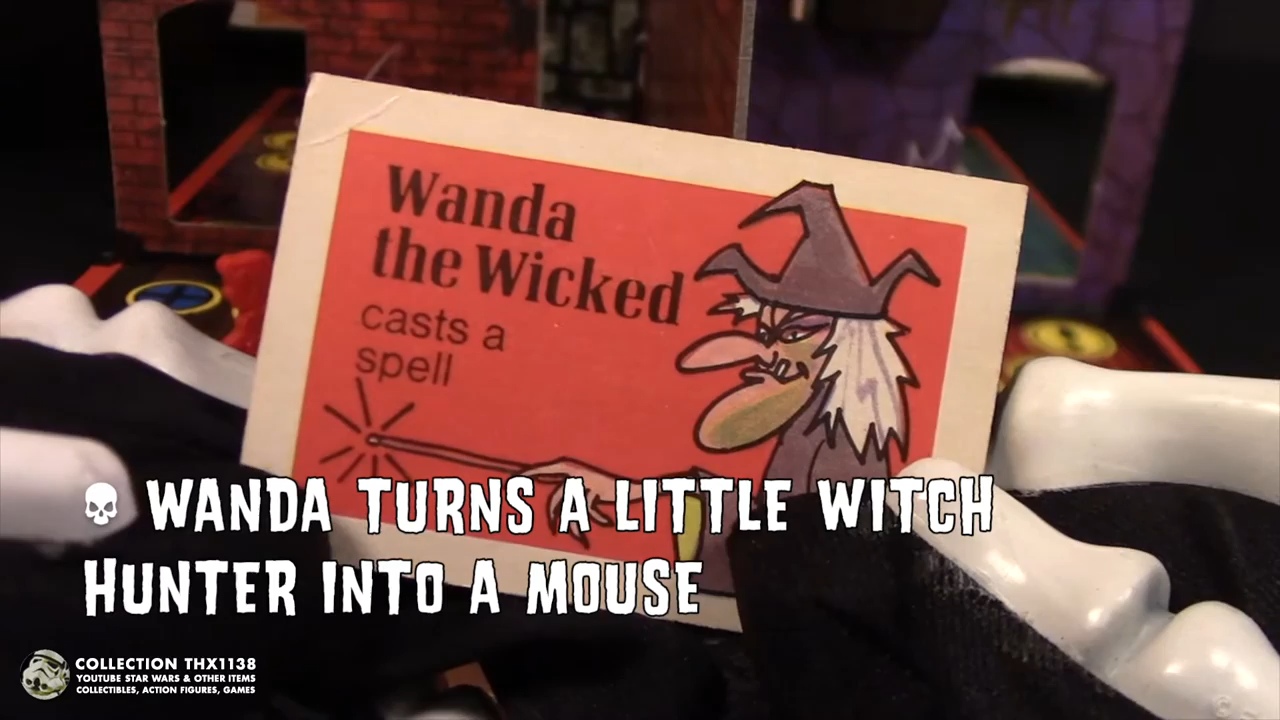 Wanda
the Wicked
casts a
spell
WANDA TURNS A LITTLE WITCH
HUNTER INTO A MOUSE
COLLECTION THX1138
YOUTUBE STAR WARS & OTHER ITEMS
COLLECTIBLES, ACTION FIGURES, GAMES